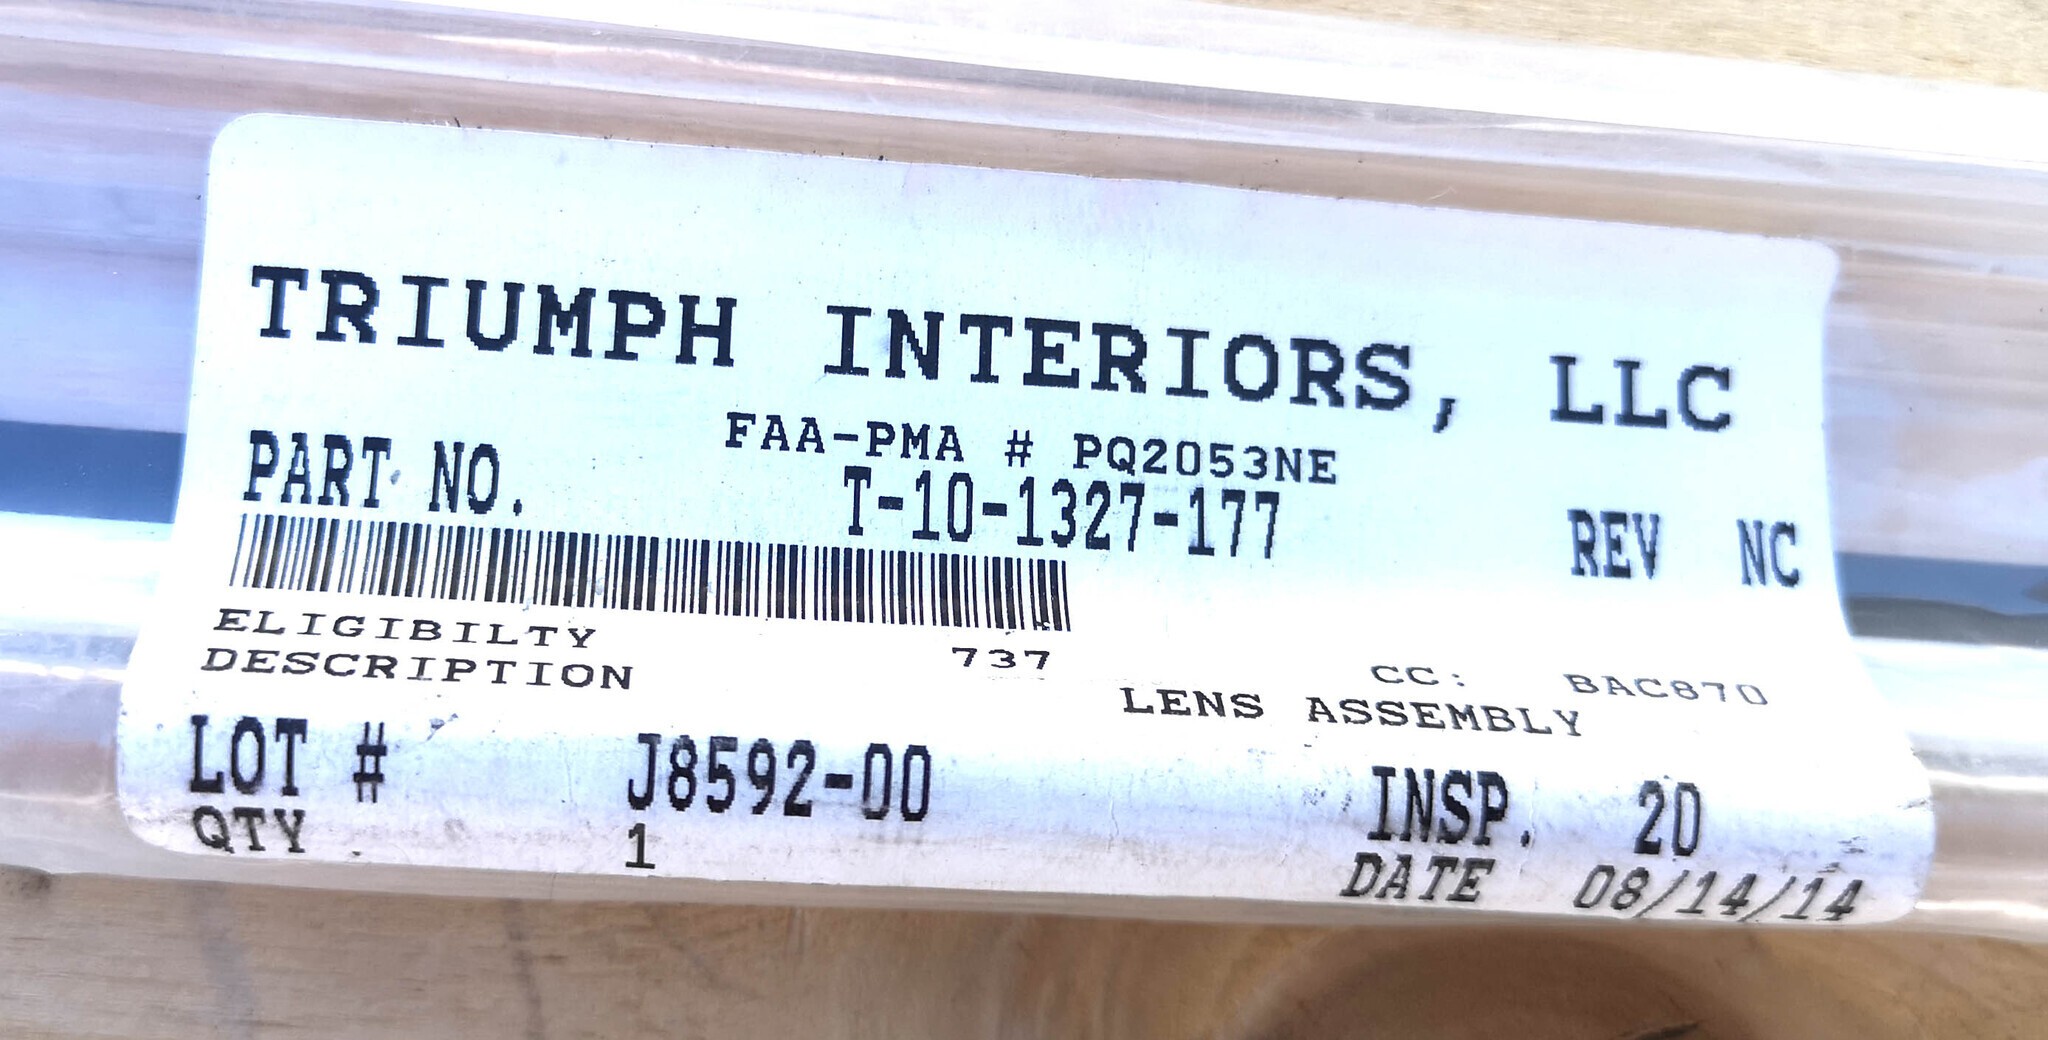 TRIUMPH INTERIORS, LLC
FAA-PMA # PQ2053NE
PART NO. T-10-1327-177 REV NC
ELIGIBILTY 737 CC: BAC870
DESCRIPTION LENS ASSEMBLY
LOT # J8592-00 INSP. 20
QTY 1 DATE 08/14/14